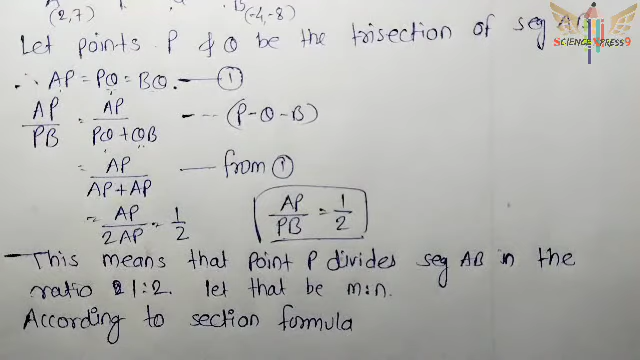 (2,7) B(-4,-8)
Let points P & Q be the trisection of seg AB
SCIENCE XPRESS 9
∴ AP = PQ = BQ. — ①
AP/PB = AP/PQ+QB --- (P-Q-B)
= AP/AP+AP — from ①
= AP/2AP = 1/2 AP/PB = 1/2
- This means that point P divides seg AB in the
ratio 1:2. let that be m:n.
According to section formula